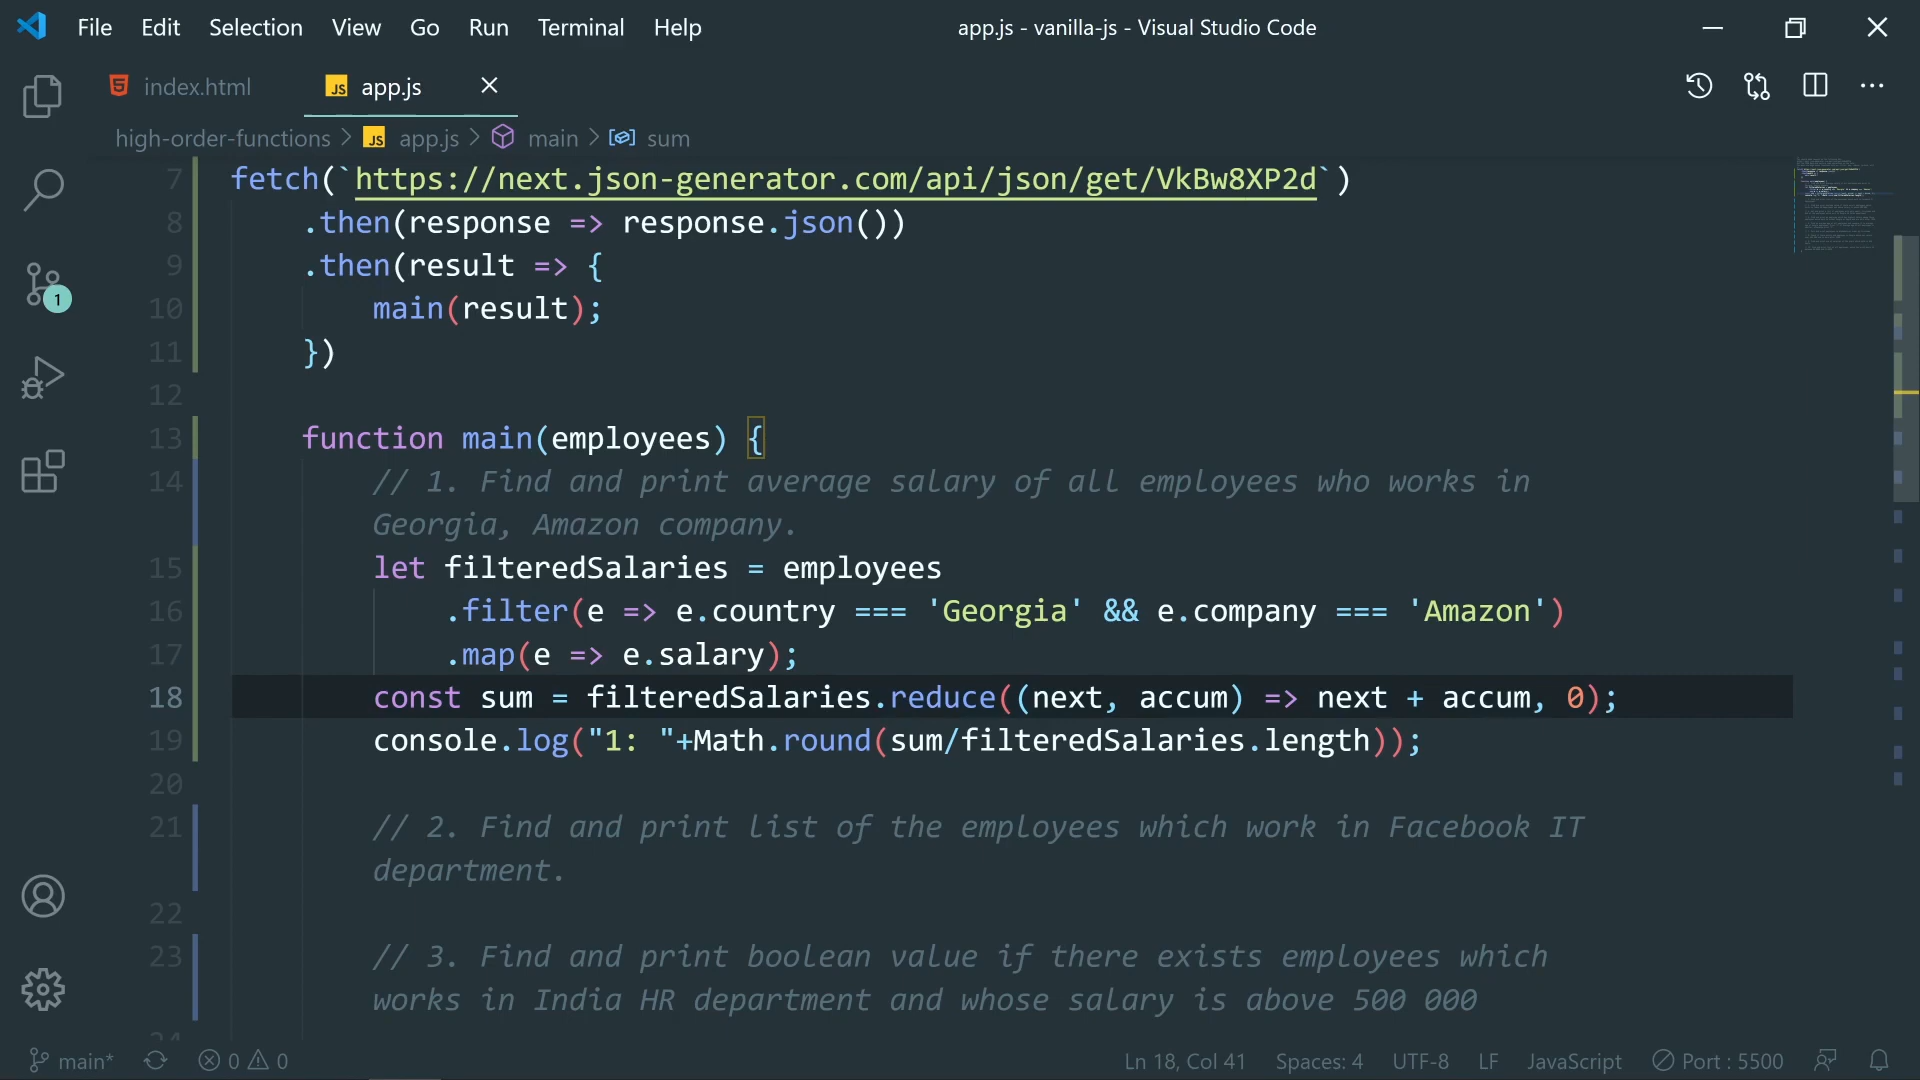 File Edit Selection View Go Run Terminal Help app.js - vanilla-js - Visual Studio Code
index.html JS app.js
high-order-functions > JS app.js > main > sum
7 fetch(`https://next.json-generator.com/api/json/get/VkBw8XP2d`)
8 .then(response => response.json())
9 .then(result => {
10 main(result);
11 })
12
13 function main(employees) {
14 // 1. Find and print average salary of all employees who works in
Georgia, Amazon company.
15 let filteredSalaries = employees
16 .filter(e => e.country === 'Georgia' && e.company === 'Amazon')
17 .map(e => e.salary);
18 const sum = filteredSalaries.reduce((next, accum) => next + accum, 0);
19 console.log("1: "+Math.round(sum/filteredSalaries.length));
20
21 // 2. Find and print list of the employees which work in Facebook IT
department.
22
23 // 3. Find and print boolean value if there exists employees which
works in India HR department and whose salary is above 500 000
1
main* 0 0 Ln 18, Col 41 Spaces: 4 UTF-8 LF JavaScript Port : 5500